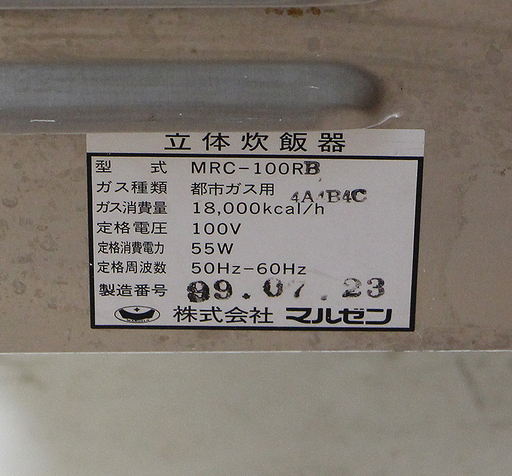 立体炊飯器
型 式 MRC-100RB
ガス種類 都市ガス用 4A4B4C
ガス消費量 18,000kcal/h
定格電圧 100V
定格消費電力 55W
定格周波数 50Hz-60Hz
製造番号 99.07.23
株式会社 マルゼン